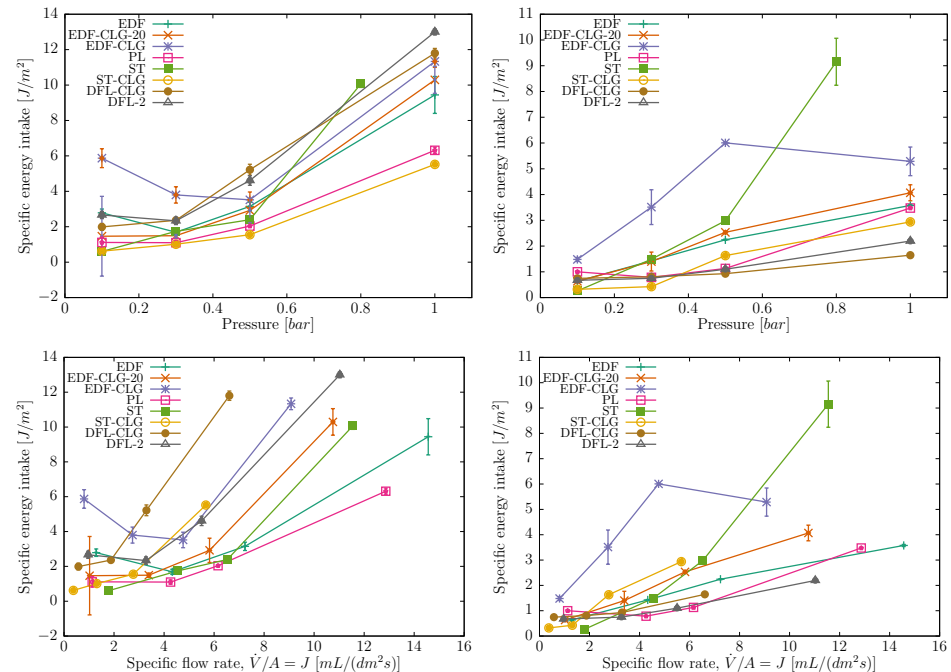 14
12
10
8
6
4
2
0
−2
0
0.2
0.4
0.6
0.8
1
Specific energy intake [J/m²]
Pressure [bar]
EDF
EDF-CLG-20
EDF-CLG
PL
ST
ST-CLG
DFL-CLG
DFL-2
11
10
9
8
7
6
5
4
3
2
1
0
0
0.2
0.4
0.6
0.8
1
Specific energy intake [J/m²]
Pressure [bar]
EDF
EDF-CLG-20
EDF-CLG
PL
ST
ST-CLG
DFL-CLG
DFL-2
14
12
10
8
6
4
2
0
−2
0
2
4
6
8
10
12
14
16
Specific energy intake [J/m²]
Specific flow rate, V̇/A = J [mL/(dm²s)]
EDF
EDF-CLG-20
EDF-CLG
PL
ST
ST-CLG
DFL-CLG
DFL-2
11
10
9
8
7
6
5
4
3
2
1
0
0
2
4
6
8
10
12
14
16
Specific energy intake [J/m²]
Specific flow rate, V̇/A = J [mL/(dm²s)]
EDF
EDF-CLG-20
EDF-CLG
PL
ST
ST-CLG
DFL-CLG
DFL-2